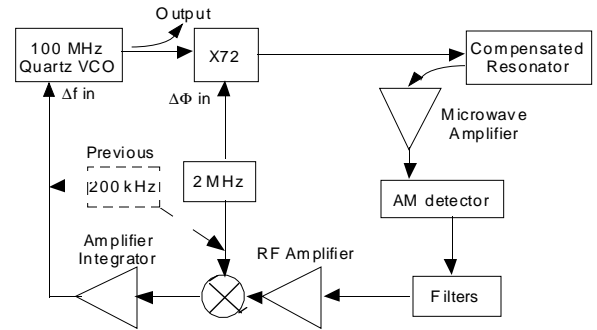 Output
100 MHz
Quartz VCO
X72
Compensated
Resonator
Δf in
ΔΦ in
Microwave
Amplifier
Previous
200 kHz
2 MHz
AM detector
Amplifier
Integrator
RF Amplifier
Filters